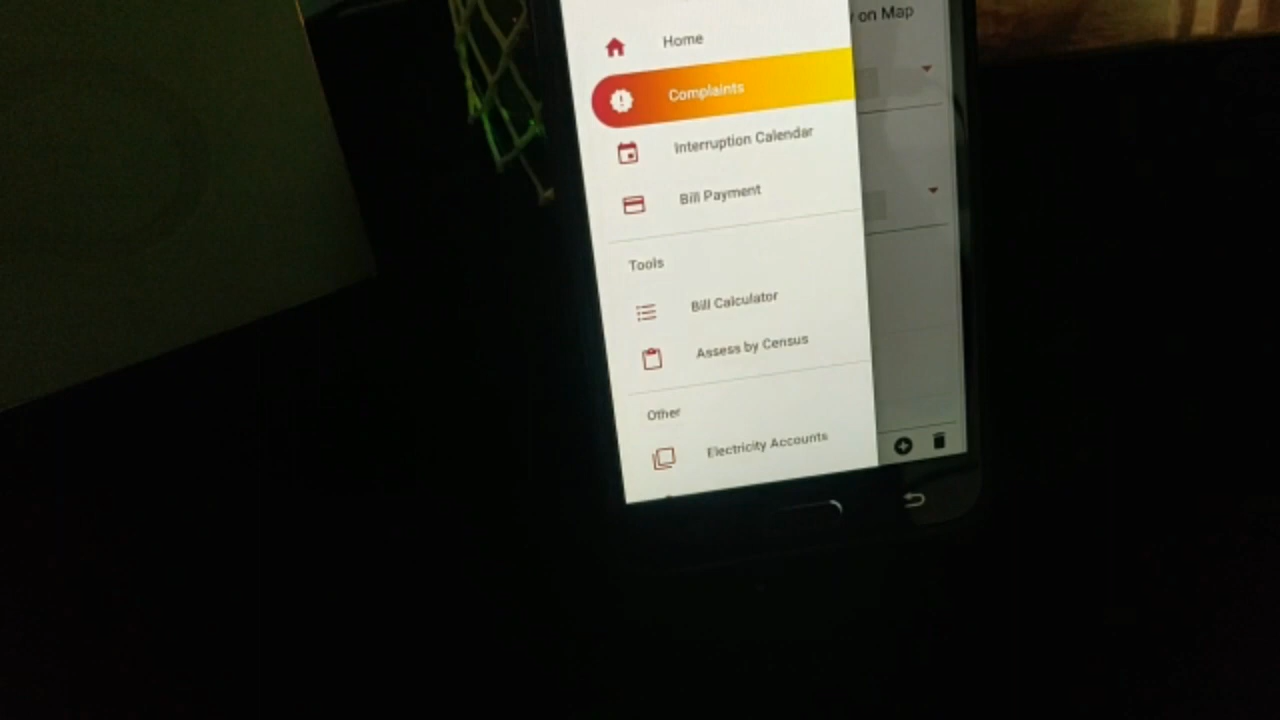 on Map
Home
Complaints
Interruption Calendar
Bill Payment
Tools
Bill Calculator
Assess by Census
Other
Electricity Accounts